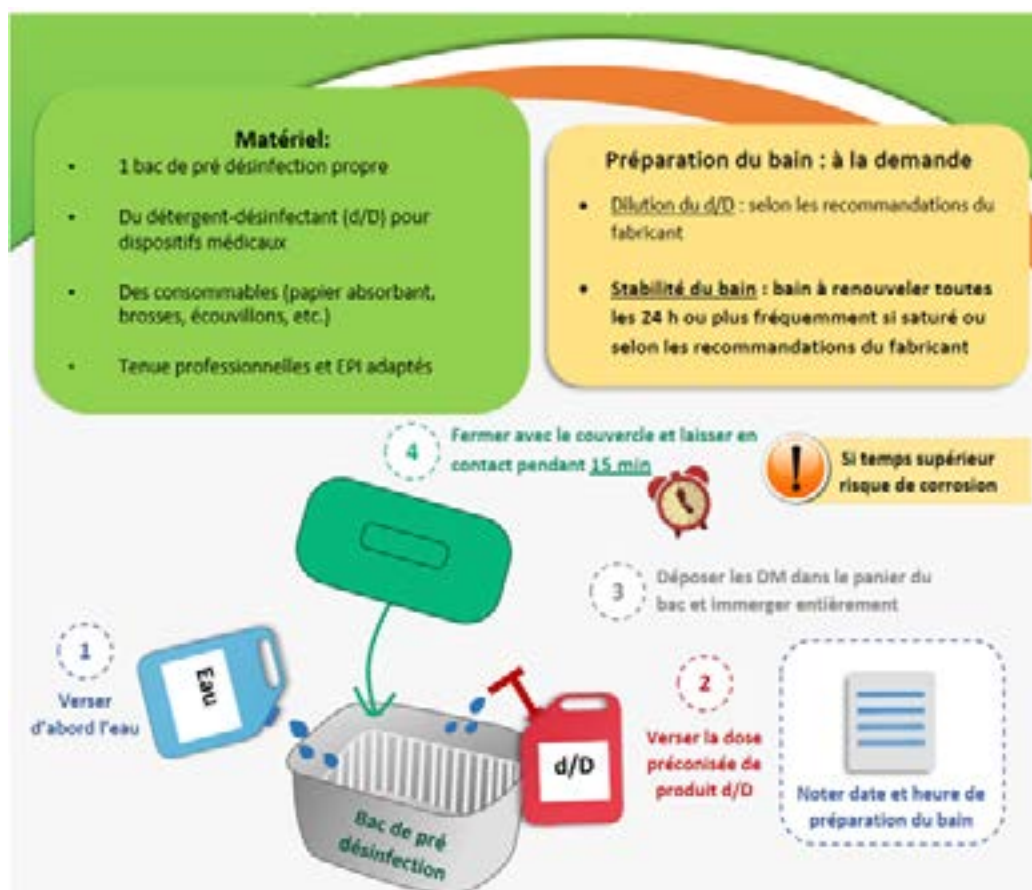 Matériel:
• 1 bac de pré désinfection propre
• Du détergent-désinfectant (d/D) pour
dispositifs médicaux
• Des consommables (papier absorbant,
brosses, écouvillons, etc.)
• Tenue professionnelles et EPI adaptés
Préparation du bain : à la demande
• Dilution du d/D : selon les recommandations du
fabricant
• Stabilité du bain : bain à renouveler toutes
les 24 h ou plus fréquemment si saturé ou
selon les recommandations du fabricant
4
Fermer avec le couvercle et laisser en
contact pendant 15 min
!
Si temps supérieur
risque de corrosion
3
Déposer les DM dans le panier du
bac et immerger entièrement
1
Verser
d'abord l'eau
Eau
2
Verser la dose
préconisée de
produit d/D
d/D
Bac de pré
désinfection
Noter date et heure de
préparation du bain